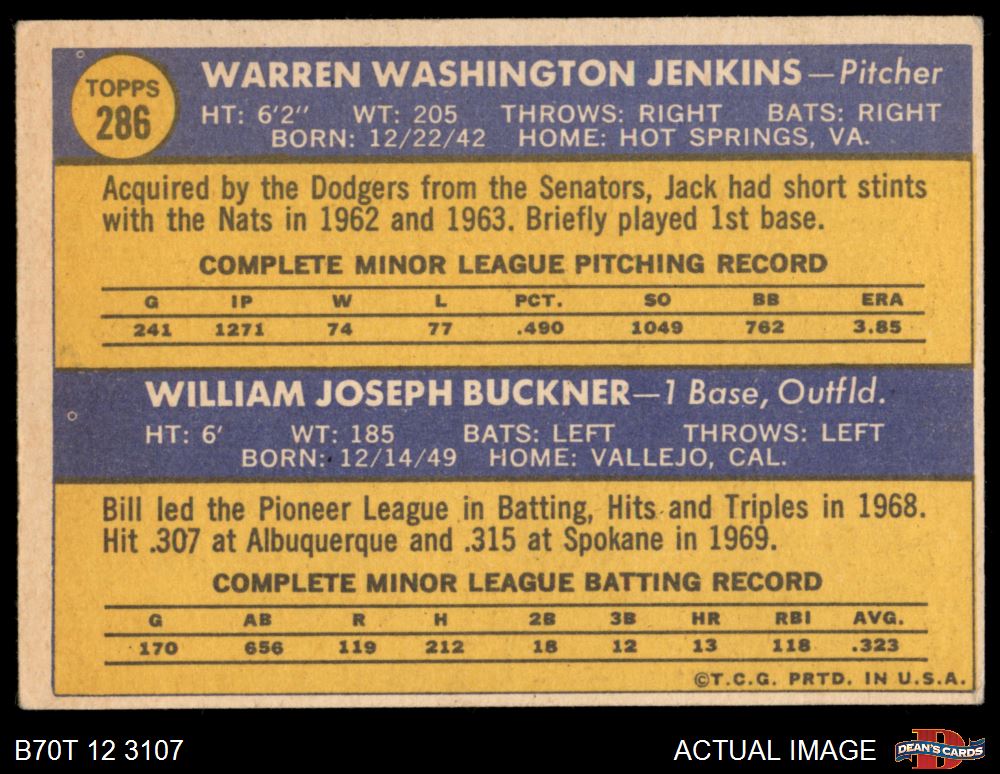 TOPPS
286
WARREN WASHINGTON JENKINS—Pitcher
HT: 6'2" WT: 205 THROWS: RIGHT BATS: RIGHT
BORN: 12/22/42 HOME: HOT SPRINGS, VA.
Acquired by the Dodgers from the Senators, Jack had short stints
with the Nats in 1962 and 1963. Briefly played 1st base.
COMPLETE MINOR LEAGUE PITCHING RECORD
G IP W L PCT. SO BB ERA
241 1271 74 77 .490 1049 762 3.85
WILLIAM JOSEPH BUCKNER—1 Base, Outfld.
HT: 6' WT: 185 BATS: LEFT THROWS: LEFT
BORN: 12/14/49 HOME: VALLEJO, CAL.
Bill led the Pioneer League in Batting, Hits and Triples in 1968.
Hit .307 at Albuquerque and .315 at Spokane in 1969.
COMPLETE MINOR LEAGUE BATTING RECORD
G AB R H 2B 3B HR RBI AVG.
170 656 119 212 18 12 13 118 .323
©T.C.G. PRTD. IN U.S.A.
B70T 12 3107
ACTUAL IMAGE
DEAN'S CARDS